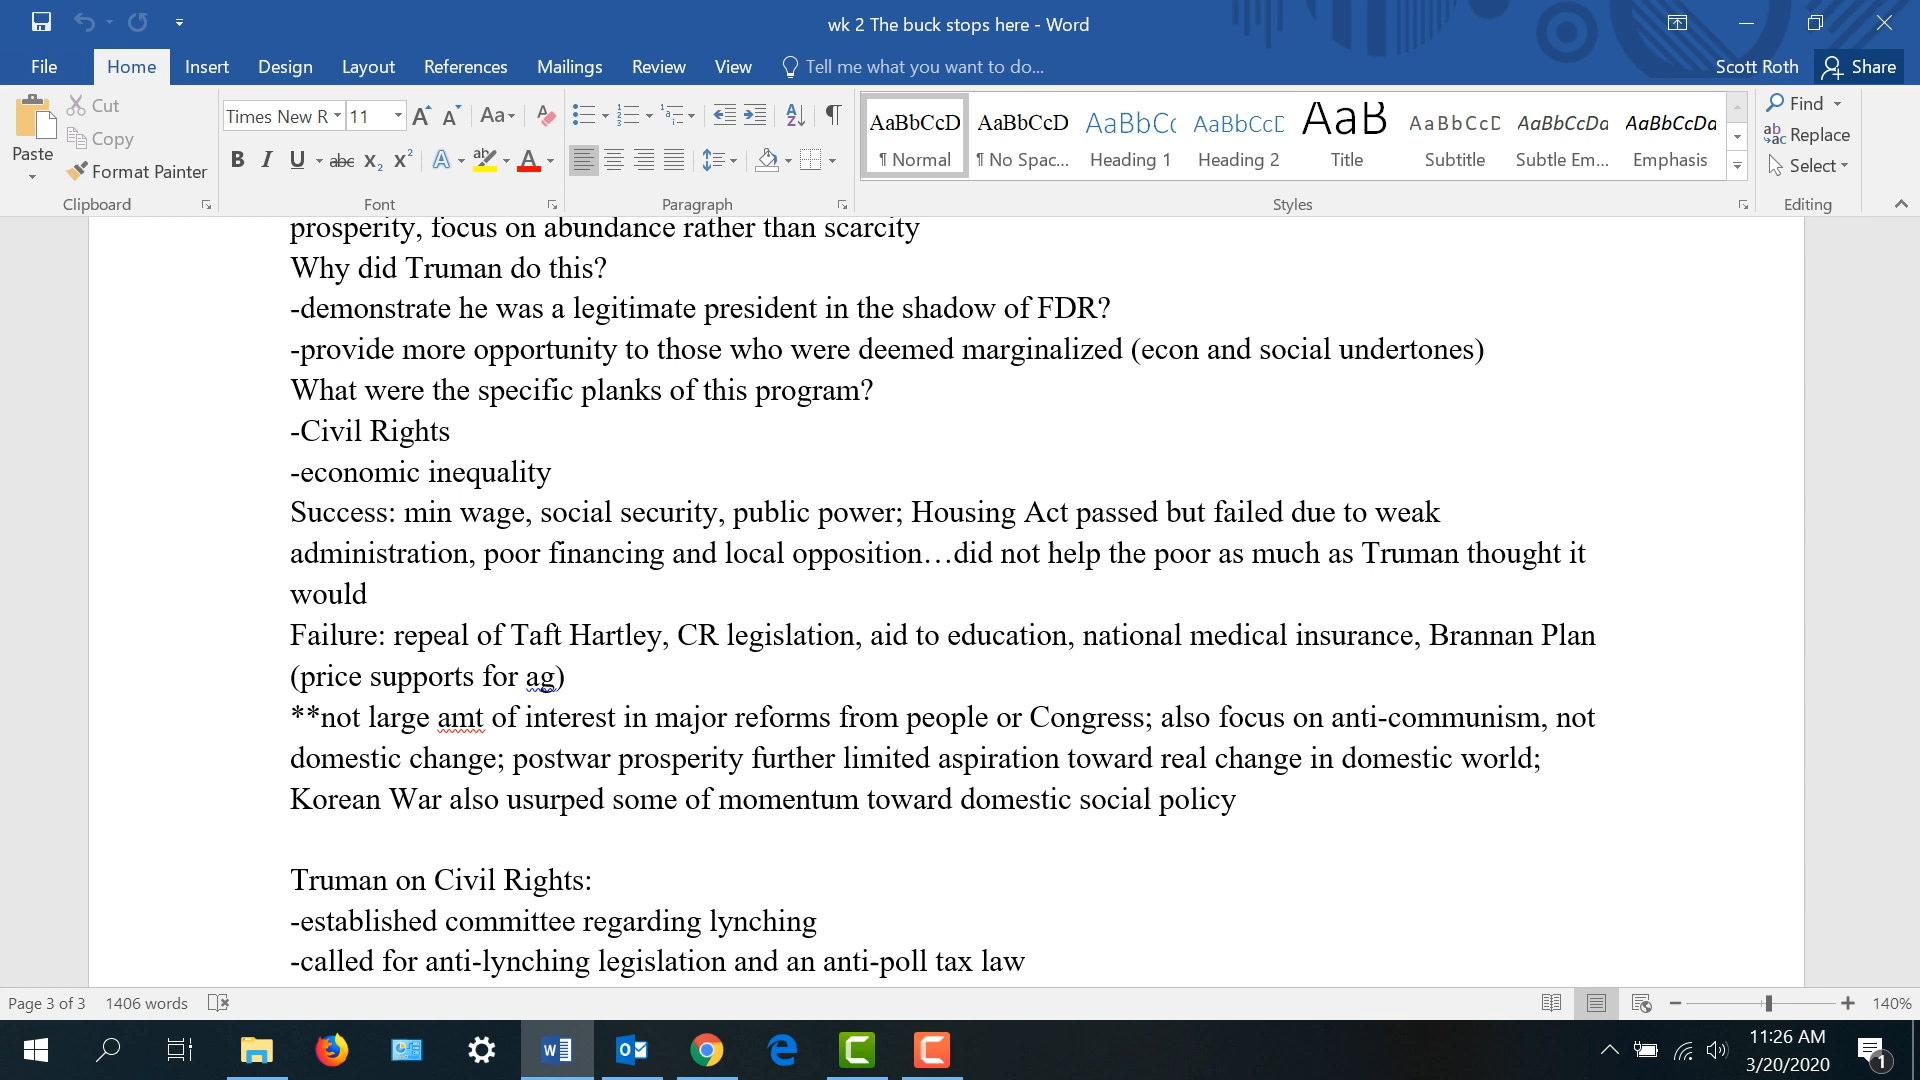 wk 2 The buck stops here - Word
File Home Insert Design Layout References Mailings Review View Tell me what you want to do... Scott Roth Share
Cut
Copy
Paste
Format Painter
Clipboard
Times New R 11
Font
Paragraph
AaBbCcD AaBbCcD AaBbCc AaBbCcD AaB AaBbCcD AaBbCcDa AaBbCcDa
¶ Normal ¶ No Spac... Heading 1 Heading 2 Title Subtitle Subtle Em... Emphasis
Styles
Find
Replace
Select
Editing
prosperity, focus on abundance rather than scarcity
Why did Truman do this?
-demonstrate he was a legitimate president in the shadow of FDR?
-provide more opportunity to those who were deemed marginalized (econ and social undertones)
What were the specific planks of this program?
-Civil Rights
-economic inequality
Success: min wage, social security, public power; Housing Act passed but failed due to weak
administration, poor financing and local opposition…did not help the poor as much as Truman thought it
would
Failure: repeal of Taft Hartley, CR legislation, aid to education, national medical insurance, Brannan Plan
(price supports for ag)
**not large amt of interest in major reforms from people or Congress; also focus on anti-communism, not
domestic change; postwar prosperity further limited aspiration toward real change in domestic world;
Korean War also usurped some of momentum toward domestic social policy
Truman on Civil Rights:
-established committee regarding lynching
-called for anti-lynching legislation and an anti-poll tax law
Page 3 of 3 1406 words 140%
11:26 AM
3/20/2020
1